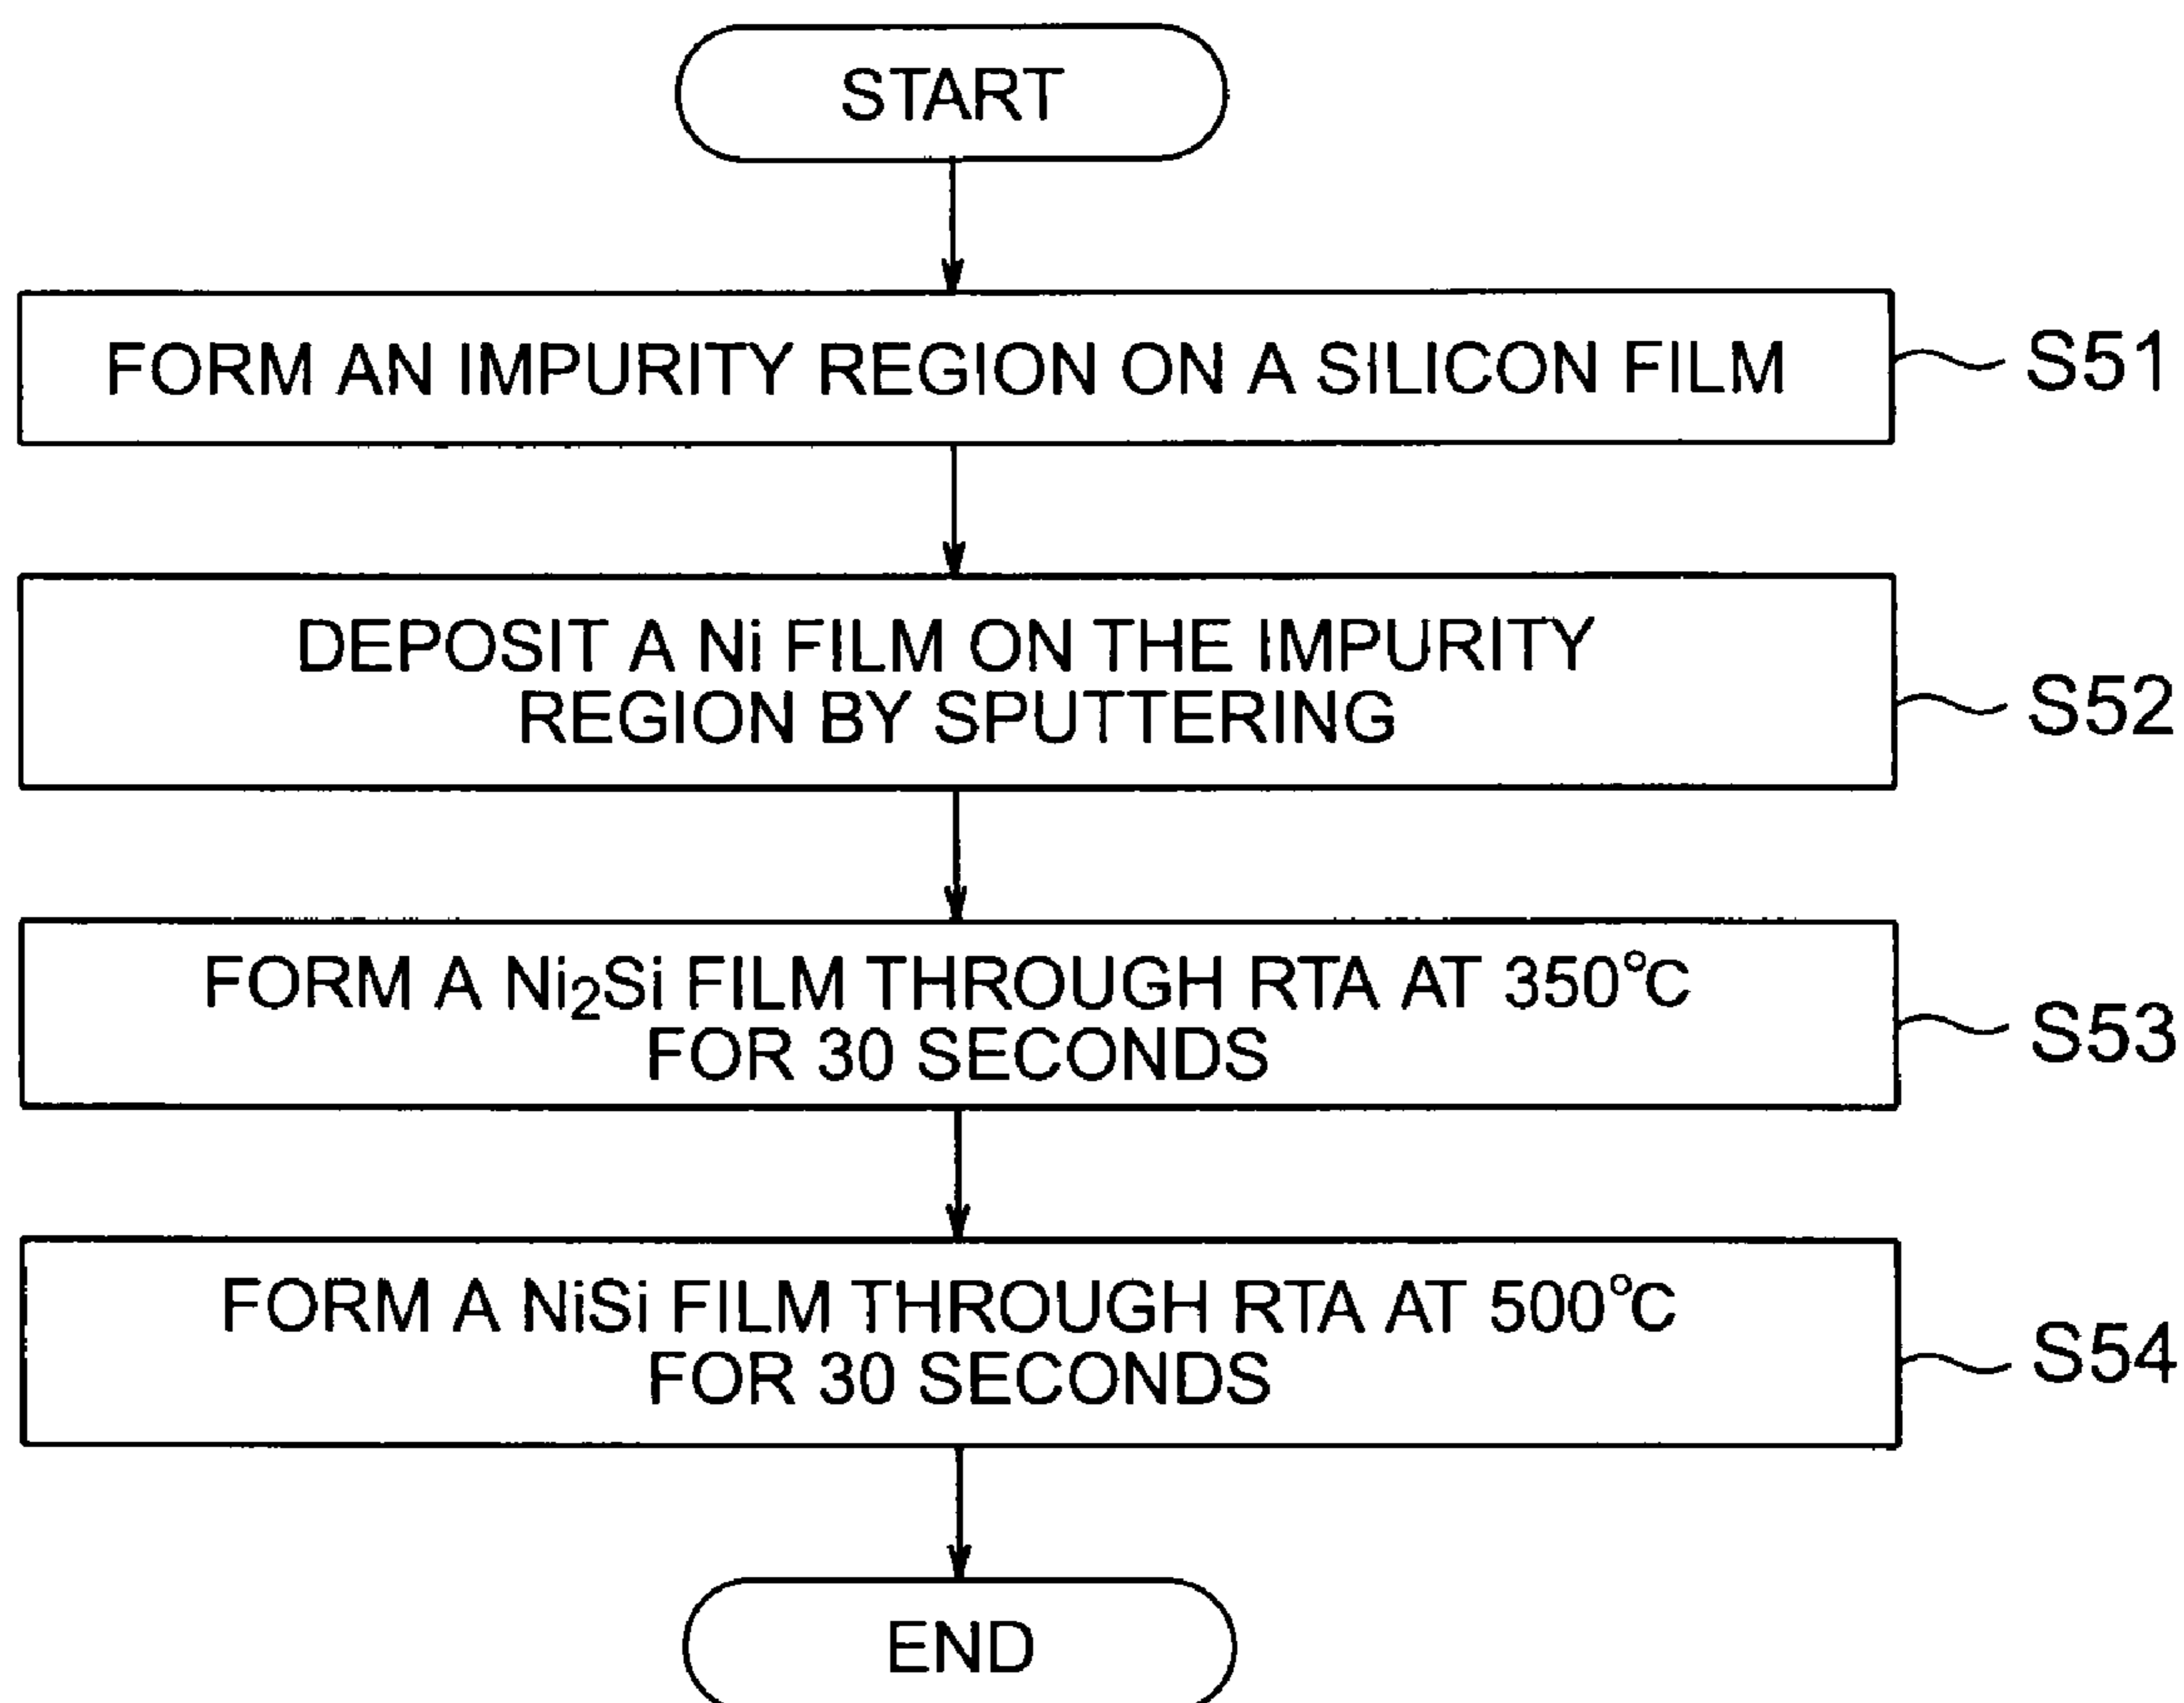 START
FORM AN IMPURITY REGION ON A SILICON FILM
S51
DEPOSIT A Ni FILM ON THE IMPURITY
REGION BY SPUTTERING
S52
FORM A Ni₂Si FILM THROUGH RTA AT 350°C
FOR 30 SECONDS
S53
FORM A NiSi FILM THROUGH RTA AT 500°C
FOR 30 SECONDS
S54
END